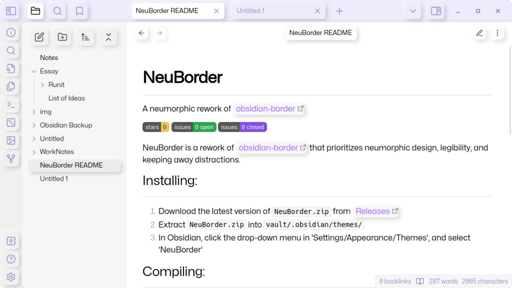 NeuBorder README
Untitled 1
NeuBorder README
Notes
Essay
Runit
List of Ideas
img
Obsidian Backup
Untitled
WorkNotes
NeuBorder README
Untitled 1
NeuBorder
A neumorphic rework of obsidian-border
stars 0 issues 0 open issues 0 closed
NeuBorder is a rework of obsidian-border that prioritizes neumorphic design, legibility, and
keeping away distractions.
Installing:
1. Download the latest version of NeuBorder.zip from Releases
2. Extract NeuBorder.zip into vault/.obsidian/themes/
3. In Obsidian, click the drop-down menu in 'Settings/Appearance/Themes', and select
'NeuBorder'
Compiling:
0 backlinks 287 words 2005 characters